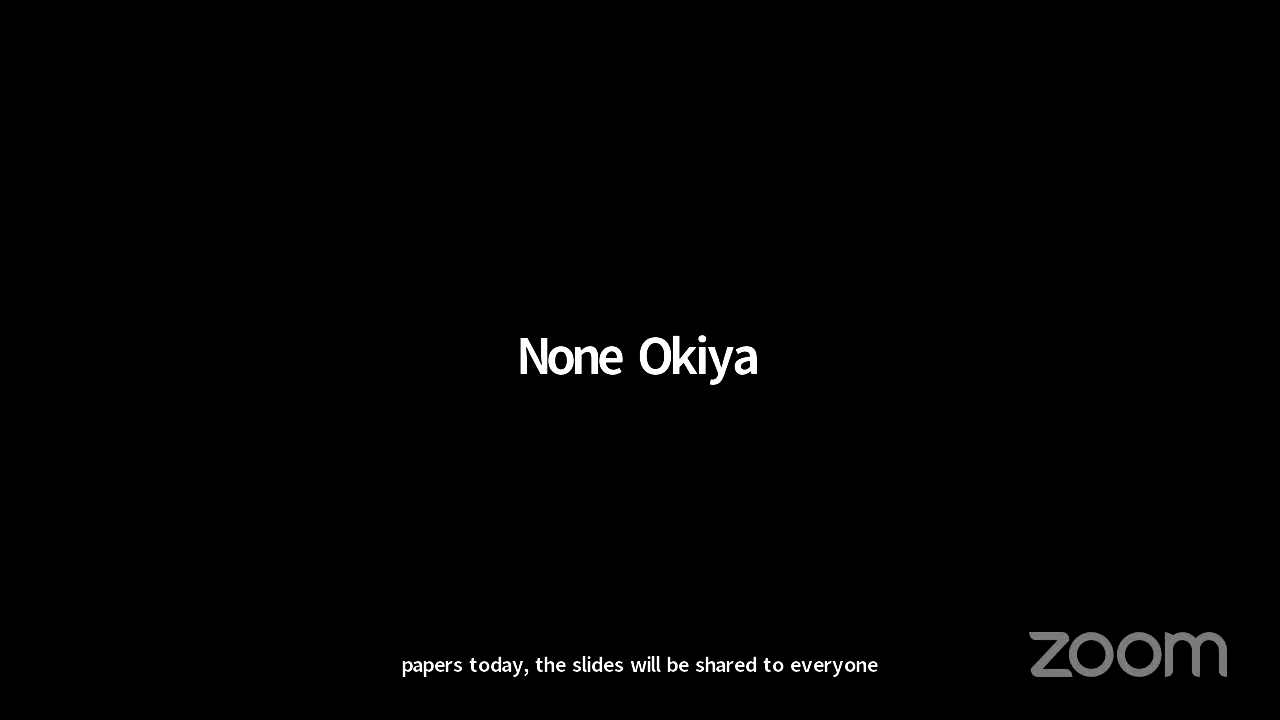 None Okiya
papers today, the slides will be shared to everyone
zoom